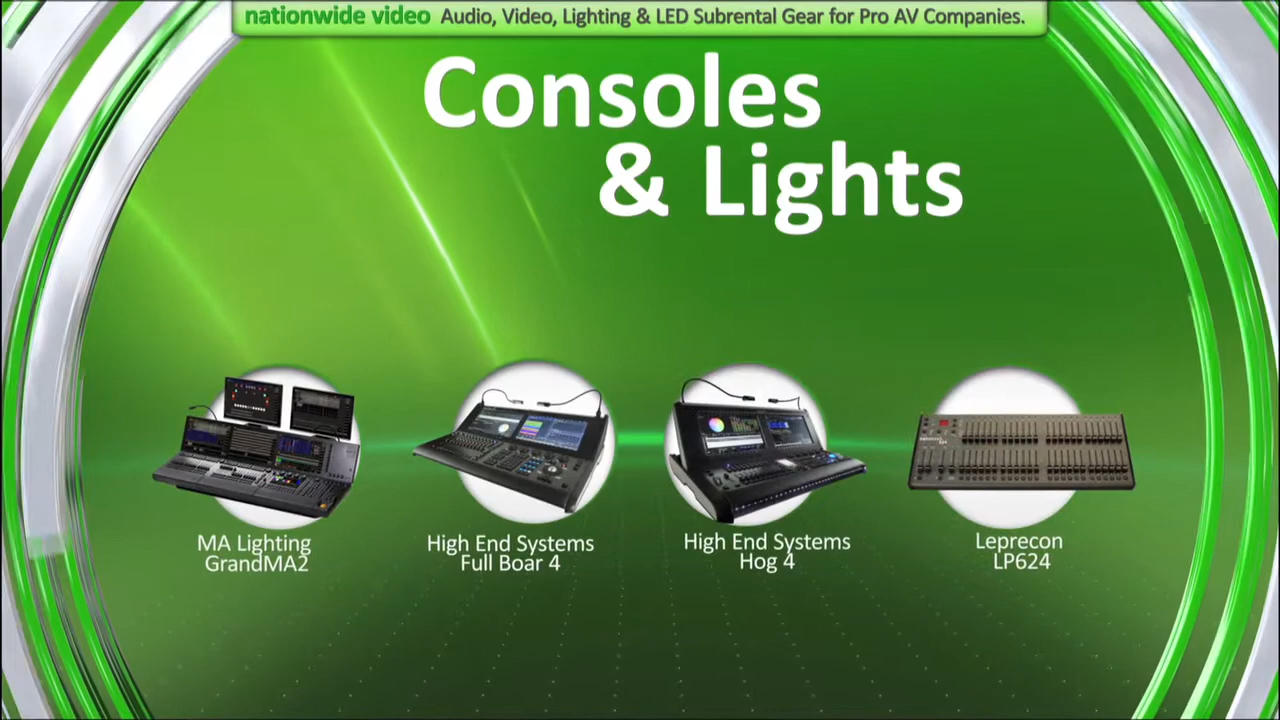 nationwide video Audio, Video, Lighting & LED Subrental Gear for Pro AV Companies.
Consoles
& Lights
MA Lighting
GrandMA2
High End Systems
Full Boar 4
High End Systems
Hog 4
Leprecon
LP624